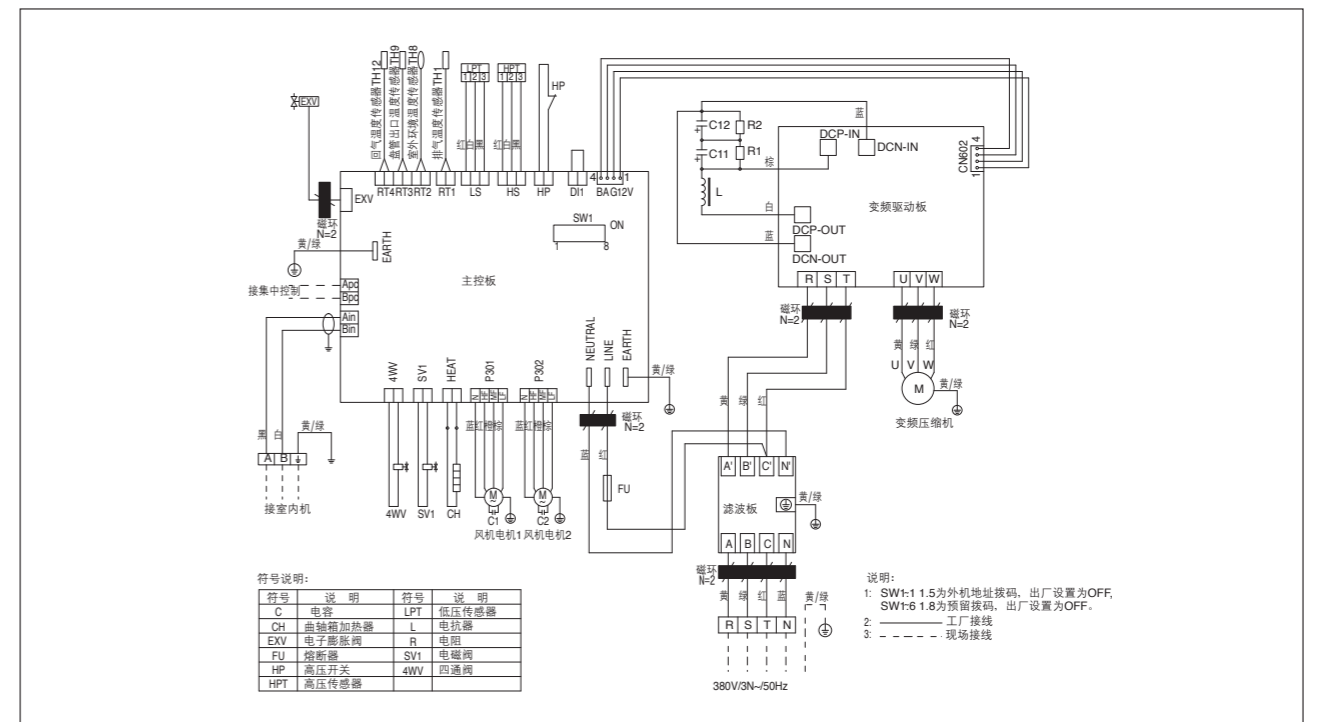 回气温度传感器TH12
盘管出口温度传感器TH9
室外环境温度传感器TH8
排气温度传感器TH1
LPT
1 2 3
HPT
1 2 3
HP
EXV
红 白 黑
红 白 黑
RT4 RT3 RT2
RT1
LS
HS
HP
DI1
4
1
BAG12V
EXV
磁环
N=2
黄/绿
EARTH
SW1
ON
1
8
主控板
接集中控制
Apc
Bpc
Ain
Bin
4WV
SV1
HEAT
P301
P302
NEUTRAL
LINE
EARTH
黄/绿
N HF MF LF
N HF MF LF
蓝 红 橙 棕
蓝 红 橙 棕
磁环
N=2
黑
白
黄/绿
A B
接室内机
4WV
SV1
CH
M
~
C1
风机电机1
M
~
C2
风机电机2
蓝
红
FU
C12
R2
C11
R1
L
蓝
棕
白
蓝
DCP-IN
DCN-IN
CN602
4
1
变频驱动板
DCP-OUT
DCN-OUT
R S T
U V W
磁环
N=2
磁环
N=2
黄 绿 红
U V W
M
黄/绿
变频压缩机
黄 绿 红
A' B' C' N'
滤波板
黄/绿
A B C N
磁环
N=2
黄 绿 红 蓝
黄/绿
R S T N
380V/3N~/50Hz
符号说明:
符号 说 明 符号 说 明
C 电容 LPT 低压传感器
CH 曲轴箱加热器 L 电抗器
EXV 电子膨胀阀 R 电阻
FU 熔断器 SV1 电磁阀
HP 高压开关 4WV 四通阀
HPT 高压传感器
说明:
1: SW1:1 1.5为外机地址拨码，出厂设置为OFF,
SW1:6 1.8为预留拨码，出厂设置为OFF。
2: 工厂接线
3: 现场接线